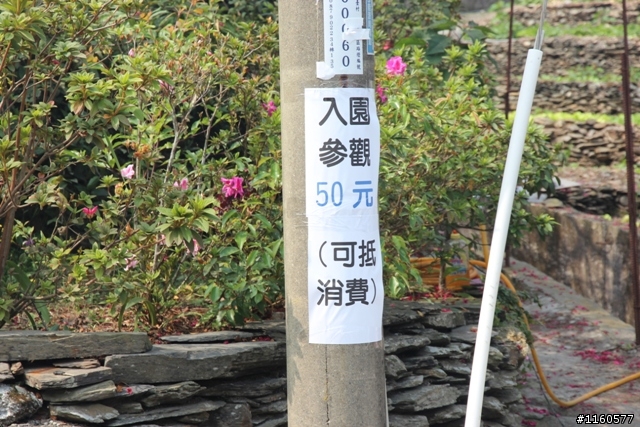 入園
參觀
50 元
(可抵
消費)
#1160577